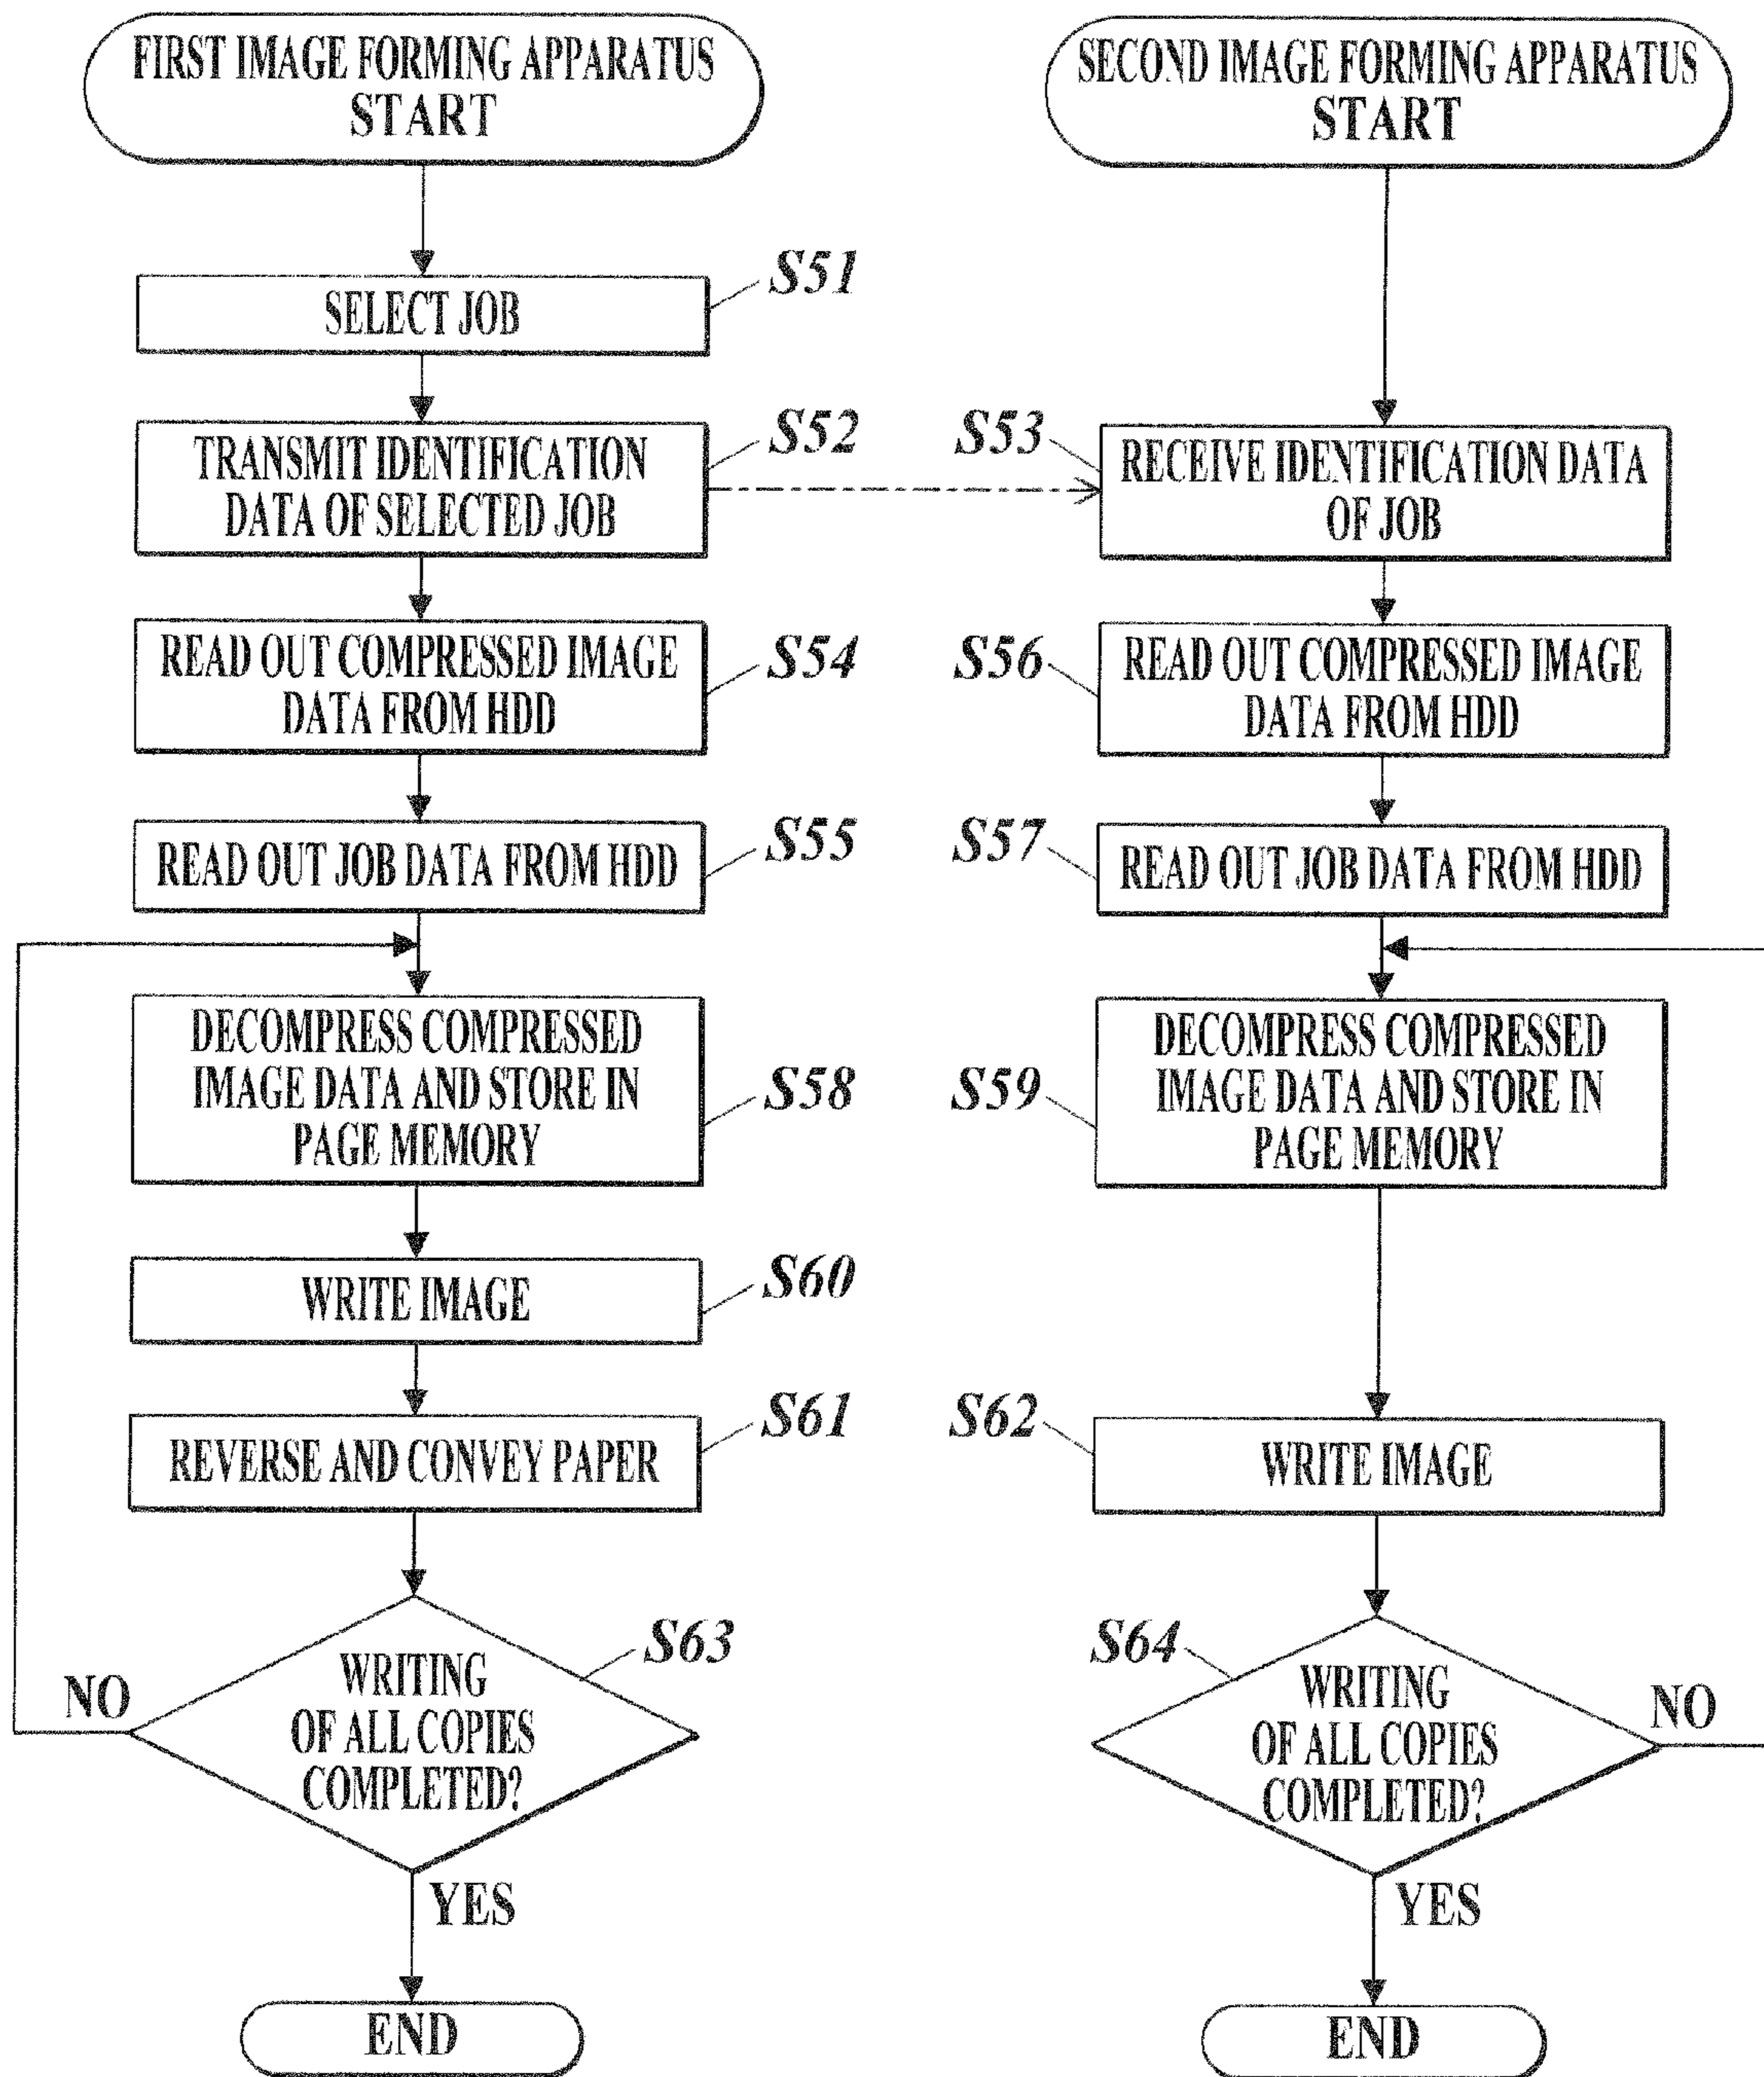 FIRST IMAGE FORMING APPARATUS
START
SELECT JOB
S51
TRANSMIT IDENTIFICATION
DATA OF SELECTED JOB
S52
READ OUT COMPRESSED IMAGE
DATA FROM HDD
S54
READ OUT JOB DATA FROM HDD
S55
DECOMPRESS COMPRESSED
IMAGE DATA AND STORE IN
PAGE MEMORY
S58
WRITE IMAGE
S60
REVERSE AND CONVEY PAPER
S61
WRITING
OF ALL COPIES
COMPLETED?
S63
NO
YES
END
SECOND IMAGE FORMING APPARATUS
START
S53
RECEIVE IDENTIFICATION DATA
OF JOB
S56
READ OUT COMPRESSED IMAGE
DATA FROM HDD
S57
READ OUT JOB DATA FROM HDD
S59
DECOMPRESS COMPRESSED
IMAGE DATA AND STORE IN
PAGE MEMORY
S62
WRITE IMAGE
S64
WRITING
OF ALL COPIES
COMPLETED?
NO
YES
END